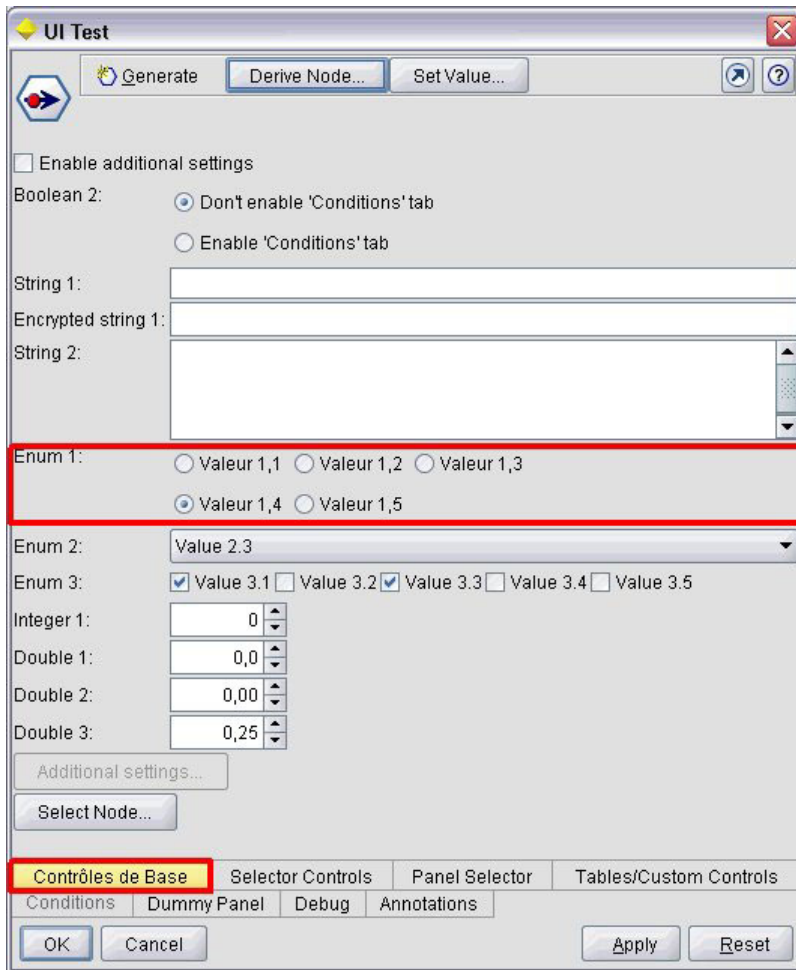 UI Test
Generate Derive Node... Set Value...
Enable additional settings
Boolean 2: Don't enable 'Conditions' tab
Enable 'Conditions' tab
String 1:
Encrypted string 1:
String 2:
Enum 1: Valeur 1,1 Valeur 1,2 Valeur 1,3
Valeur 1,4 Valeur 1,5
Enum 2: Value 2.3
Enum 3: Value 3.1 Value 3.2 Value 3.3 Value 3.4 Value 3.5
Integer 1: 0
Double 1: 0,0
Double 2: 0,00
Double 3: 0,25
Additional settings...
Select Node...
Contrôles de Base Selector Controls Panel Selector Tables/Custom Controls
Conditions Dummy Panel Debug Annotations
OK Cancel Apply Reset